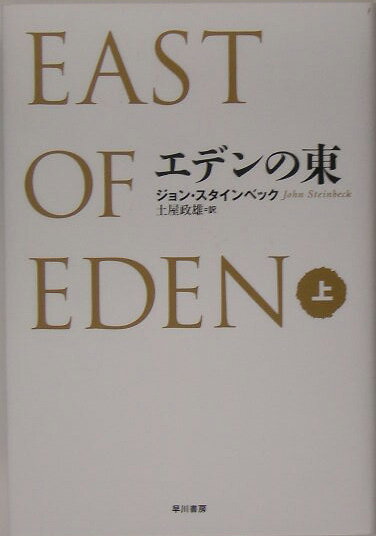 EAST
OF
エデンの東
ジョン・スタインベック John Steinbeck
土屋政雄=訳
EDEN
上
早川書房